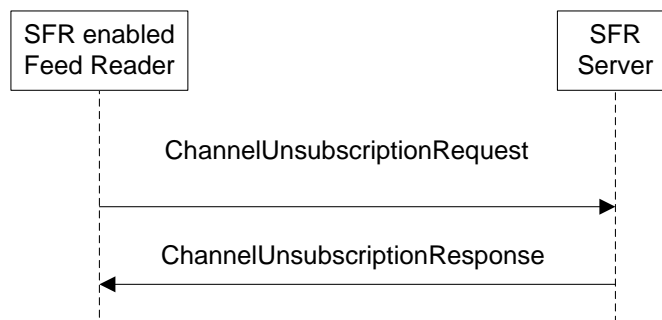 SFR enabled
Feed Reader
SFR
Server
ChannelUnsubscriptionRequest
ChannelUnsubscriptionResponse